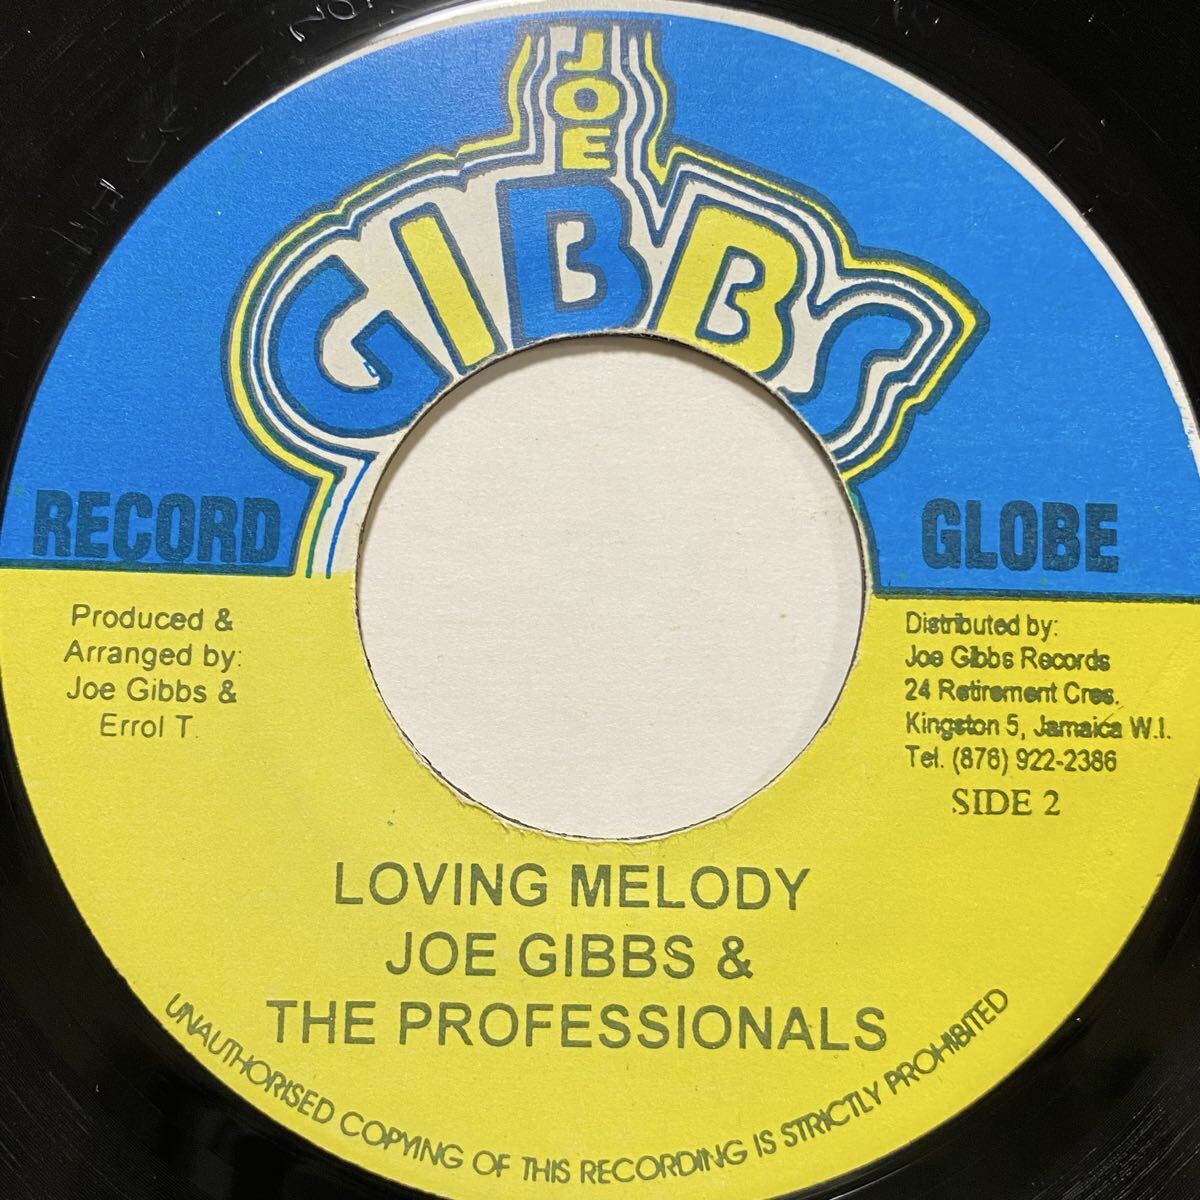 JOE
GIBBS
RECORD GLOBE
Produced &
Arranged by:
Joe Gibbs &
Errol T.
Distributed by:
Joe Gibbs Records
24 Retirement Cres.
Kingston 5, Jamaica W.I.
Tel. (876) 922-2386
SIDE 2
LOVING MELODY
JOE GIBBS &
THE PROFESSIONALS
UNAUTHORISED COPYING OF THIS RECORDING IS STRICTLY PROHIBITED